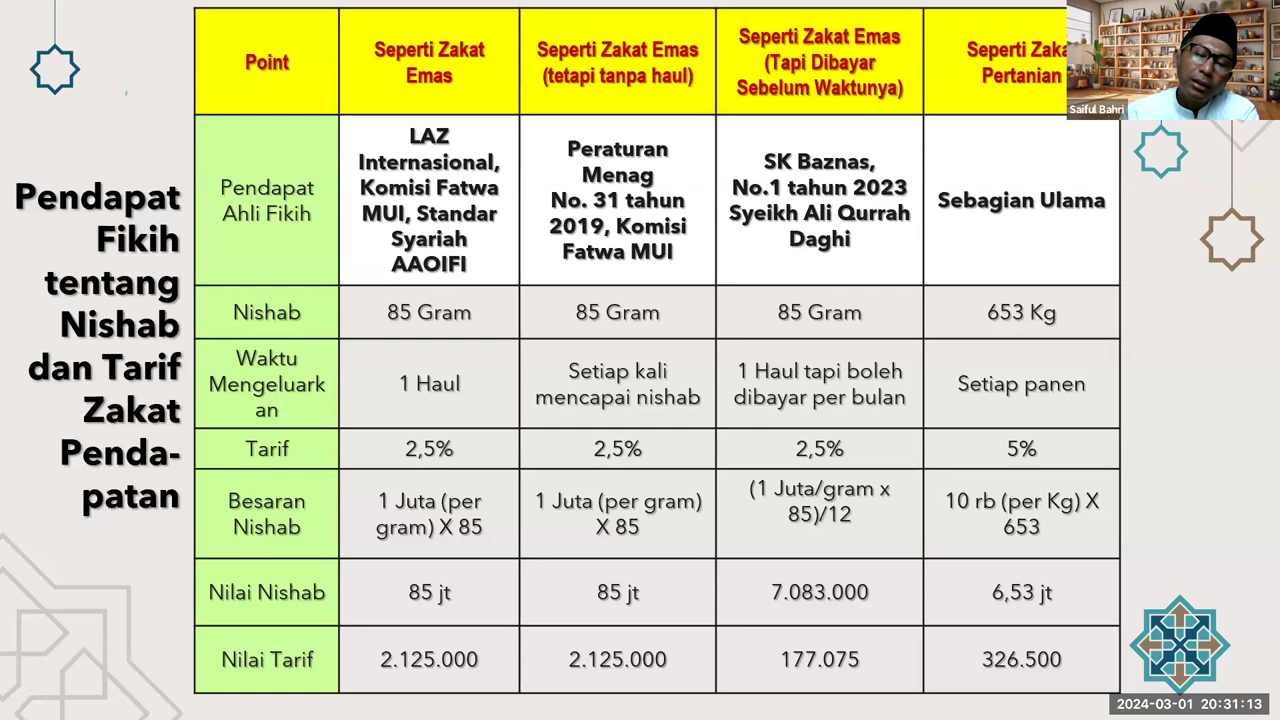 Pendapat
Fikih
tentang
Nishab
dan Tarif
Zakat
Penda-
patan
Point
Seperti Zakat
Emas
Seperti Zakat Emas
(tetapi tanpa haul)
Seperti Zakat Emas
(Tapi Dibayar
Sebelum Waktunya)
Seperti
Pertanian
Saiful Bahri
Pendapat
Ahli Fikih
LAZ
Internasional,
Komisi Fatwa
MUI, Standar
Syariah
AAOIFI
Peraturan
Menag
No. 31 tahun
2019, Komisi
Fatwa MUI
SK Baznas,
No.1 tahun 2023
Syeikh Ali Qurrah
Daghi
Sebagian Ulama
Nishab
85 Gram
85 Gram
85 Gram
653 Kg
Waktu
Mengeluark
an
1 Haul
Setiap kali
mencapai nishab
1 Haul tapi boleh
dibayar per bulan
Setiap panen
Tarif
2,5%
2,5%
2,5%
5%
Besaran
Nishab
1 Juta (per
gram) X 85
1 Juta (per gram)
X 85
(1 Juta/gram x
85)/12
10 rb (per Kg) X
653
Nilai Nishab
85 jt
85 jt
7.083.000
6,53 jt
Nilai Tarif
2.125.000
2.125.000
177.075
326.500
2024-03-01 20:31:13